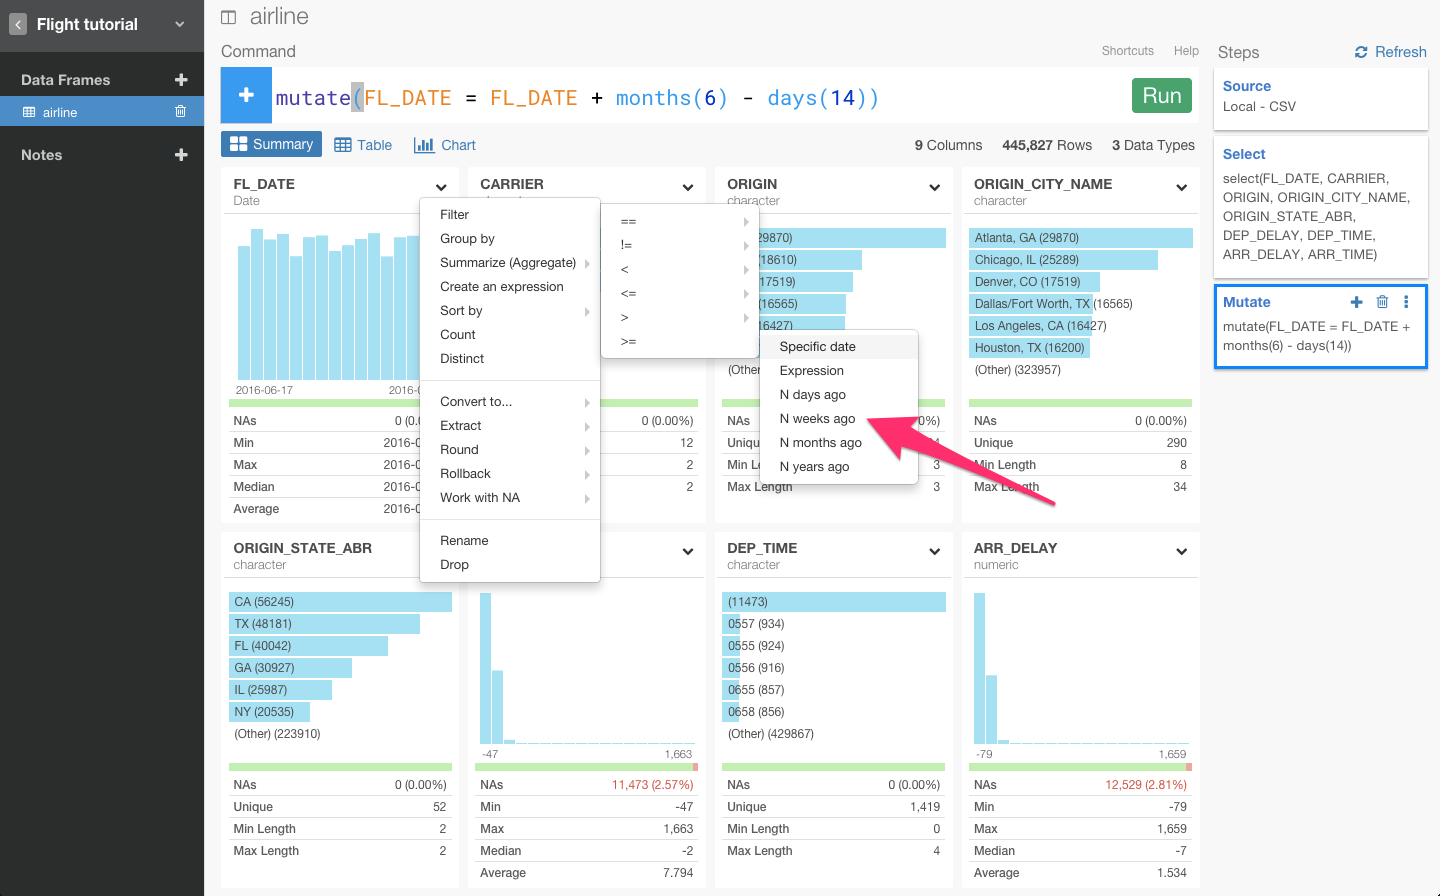 Flight tutorial
Data Frames
airline
Notes
airline
Command
Shortcuts Help
mutate(FL_DATE = FL_DATE + months(6) - days(14))
Run
Summary Table Chart
9 Columns 445,827 Rows 3 Data Types
FL_DATE
Date
2016-06-17
NAs 0 (0.00%)
Min
Max
Median
Average
Filter
Group by
Summarize (Aggregate)
Create an expression
Sort by
Count
Distinct
Convert to...
Extract
Round
Rollback
Work with NA
Rename
Drop
==
!=
<
<=
>
>=
Specific date
Expression
N days ago
N weeks ago
N months ago
N years ago
CARRIER
0 (0.00%)
12
2
2
ORIGIN
character
29870)
(18610)
17519)
(16565)
16427)
(Other)
NAs
Min
Max Length 3
3
ORIGIN_CITY_NAME
character
Atlanta, GA (29870)
Chicago, IL (25289)
Denver, CO (17519)
Dallas/Fort Worth, TX (16565)
Los Angeles, CA (16427)
Houston, TX (16200)
(Other) (323957)
NAs 0 (0.00%)
Unique 290
Min Length 8
Max Length 34
ORIGIN_STATE_ABR
character
CA (56245)
TX (48181)
FL (40042)
GA (30927)
IL (25987)
NY (20535)
(Other) (223910)
NAs 0 (0.00%)
Unique 52
Min Length 2
Max Length 2
-47 1,663
NAs 11,473 (2.57%)
Min -47
Max 1,663
Median -2
Average 7.794
DEP_TIME
character
(11473)
0557 (934)
0555 (924)
0556 (916)
0655 (857)
0658 (856)
(Other) (429867)
NAs 0 (0.00%)
Unique 1,419
Min Length 0
Max Length 4
ARR_DELAY
numeric
-79 1,659
NAs 12,529 (2.81%)
Min -79
Max 1,659
Median -7
Average 1.534
Steps Refresh
Source
Local - CSV
Select
select(FL_DATE, CARRIER,
ORIGIN, ORIGIN_CITY_NAME,
ORIGIN_STATE_ABR,
DEP_DELAY, DEP_TIME,
ARR_DELAY, ARR_TIME)
Mutate
mutate(FL_DATE = FL_DATE +
months(6) - days(14))